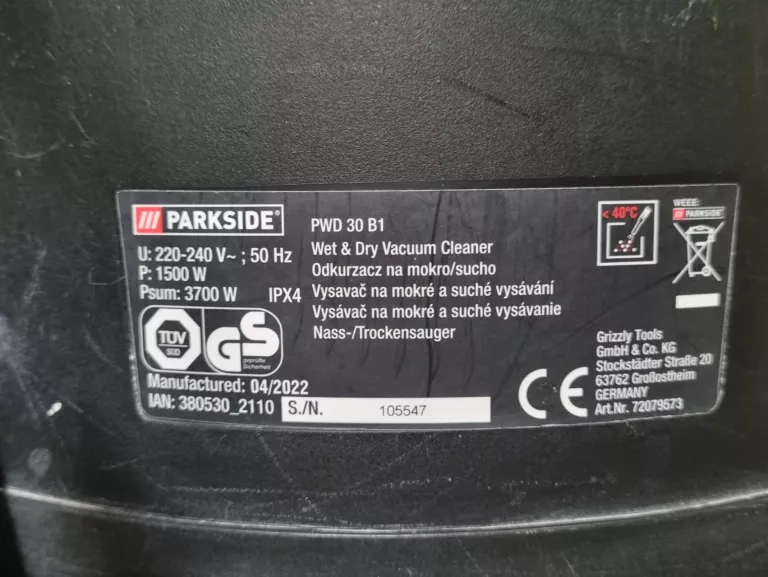 PARKSIDE®
PWD 30 B1
U: 220-240 V~ ; 50 Hz
P: 1500 W
Psum: 3700 W
IPX4
Wet & Dry Vacuum Cleaner
Odkurzacz na mokro/sucho
Vysavač na mokré a suché vysávání
Vysávač na mokré a suché vysávanie
Nass-/Trockensauger
TÜV
SÜD
GS
geprüfte
Sicherheit
Manufactured: 04/2022
IAN: 380530_2110
S./N.
105547
< 40°C
WEEE:
PARKSIDE
CE
Grizzly Tools
GmbH & Co. KG
Stockstädter Straße 20
63762 Großostheim
GERMANY
Art.Nr. 72079573